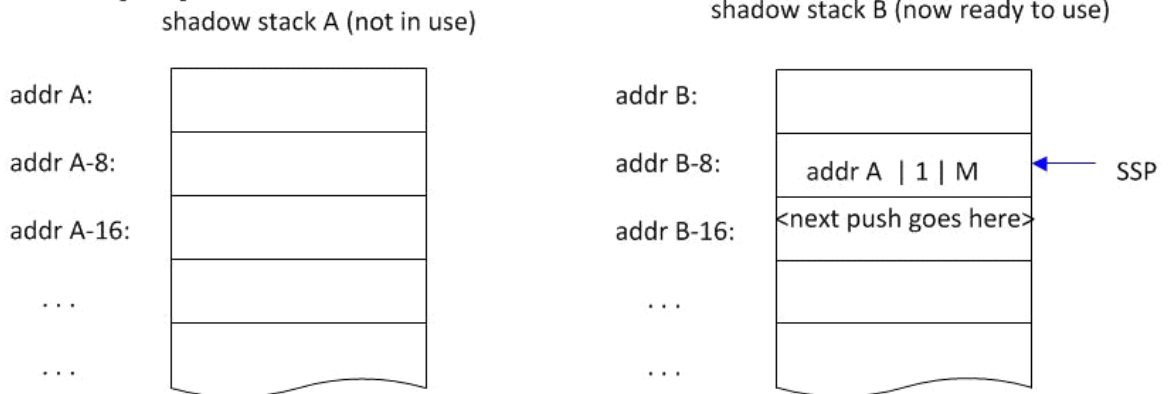 shadow stack A (not in use)
shadow stack B (now ready to use)
addr A:
addr B:
addr A-8:
addr B-8:
addr A | 1 | M
SSP
addr A-16:
addr B-16:
<next push goes here>
. . .
. . .
. . .
. . .